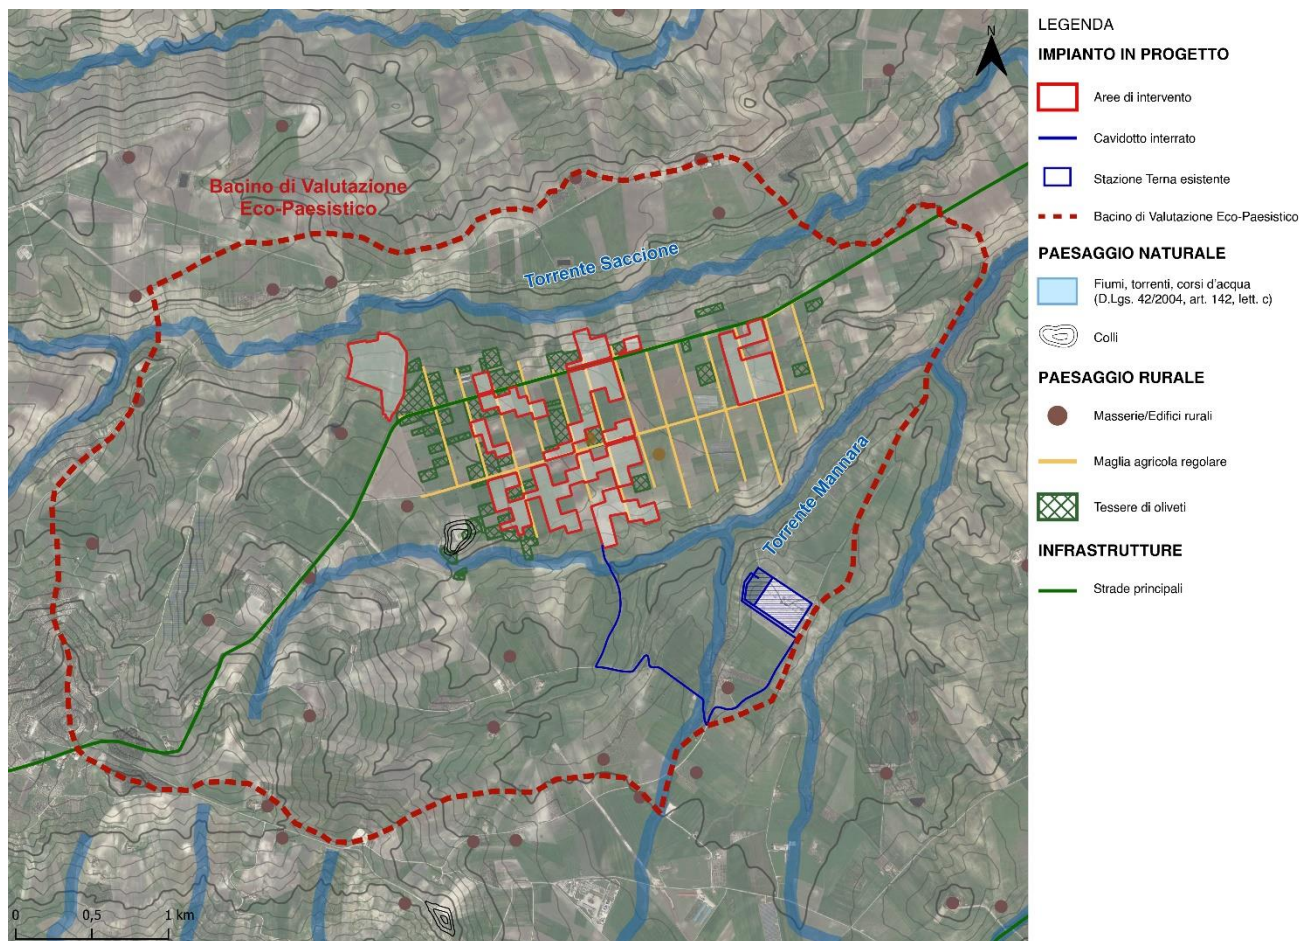 Bacino di Valutazione
Eco-Paesistico
Torrente Saccione
Torrente Mannara
N
0
0,5
1 km
LEGENDA
IMPIANTO IN PROGETTO
Aree di intervento
Cavidotto interrato
Stazione Terna esistente
Bacino di Valutazione Eco-Paesistico
PAESAGGIO NATURALE
Fiumi, torrenti, corsi d'acqua
(D.Lgs. 42/2004, art. 142, lett. c)
Colli
PAESAGGIO RURALE
Masserie/Edifici rurali
Maglia agricola regolare
Tessere di oliveti
INFRASTRUTTURE
Strade principali